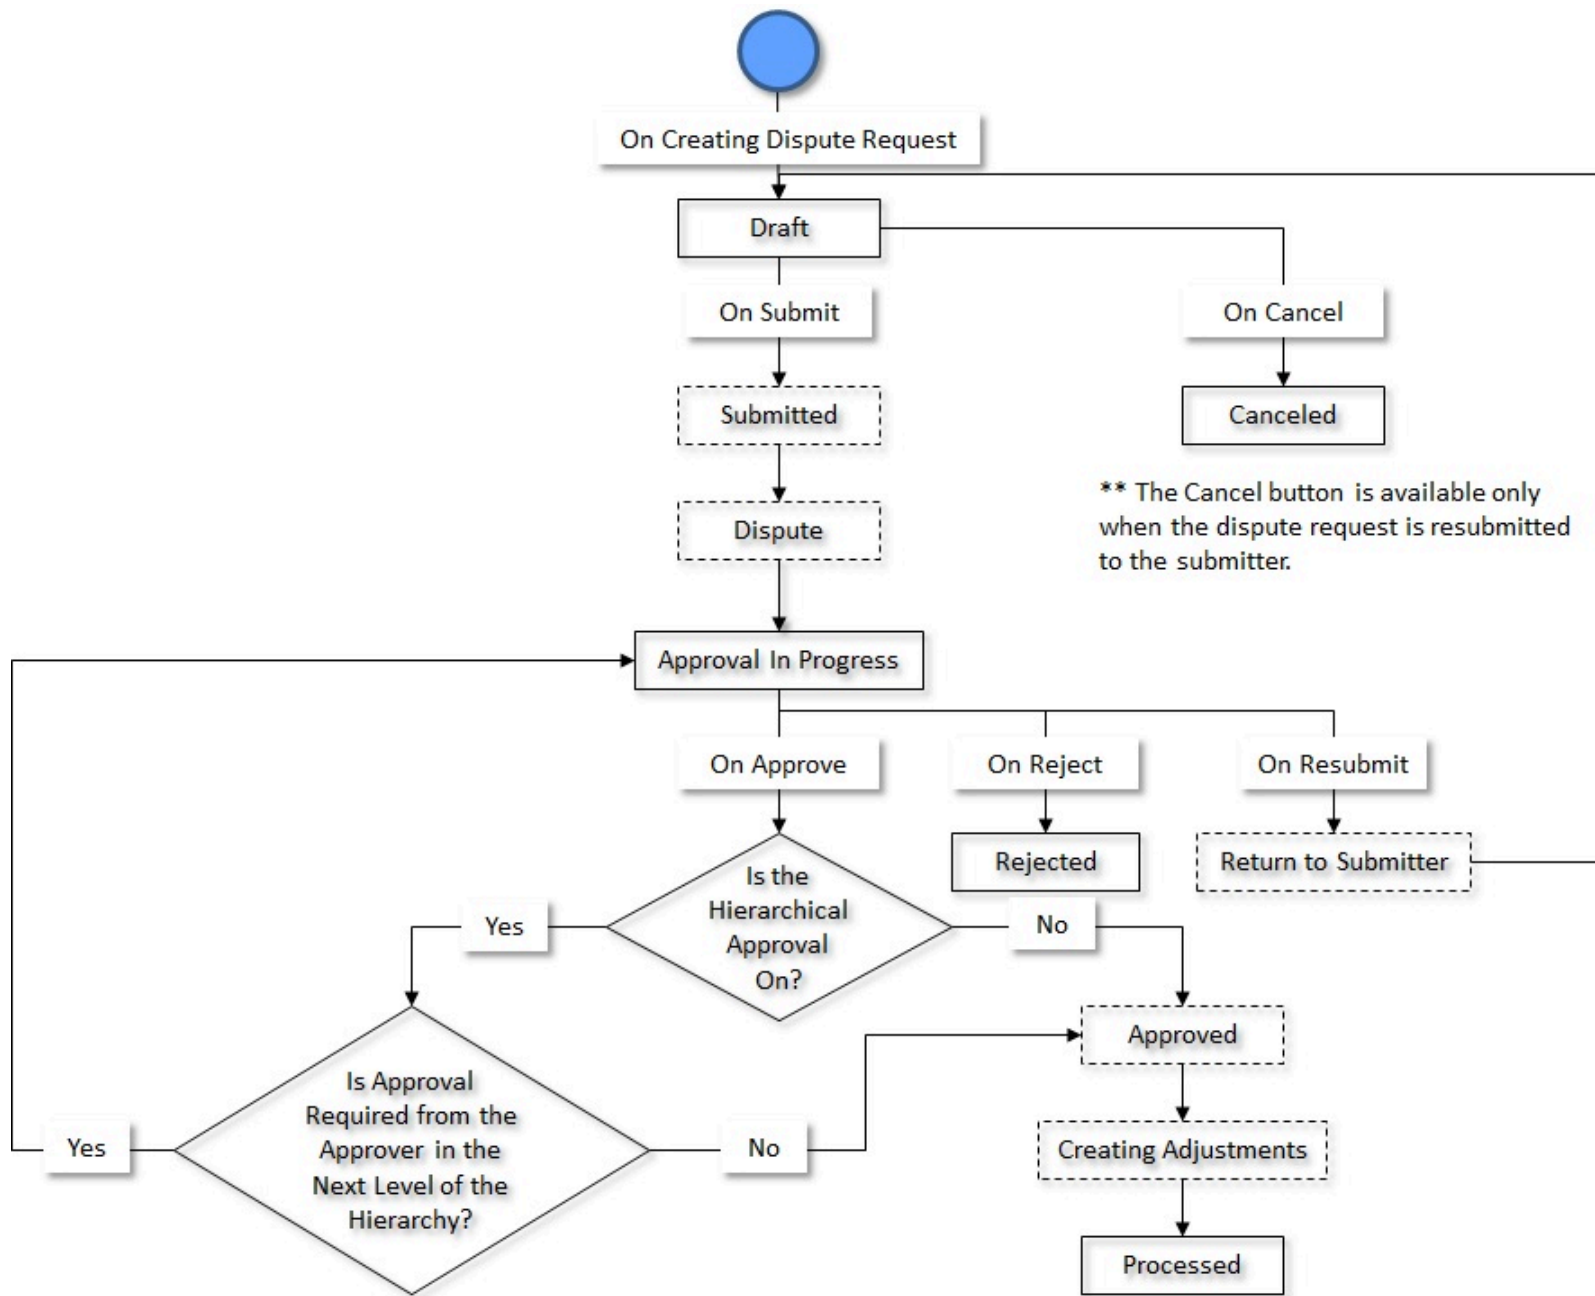 On Creating Dispute Request
Draft
On Submit
On Cancel
Submitted
Canceled
** The Cancel button is available only
when the dispute request is resubmitted
to the submitter.
Dispute
Approval In Progress
On Approve
On Reject
On Resubmit
Rejected
Return to Submitter
Is the
Hierarchical
Approval
On?
Yes
No
Approved
Is Approval
Required from the
Approver in the
Next Level of the
Hierarchy?
Yes
No
Creating Adjustments
Processed